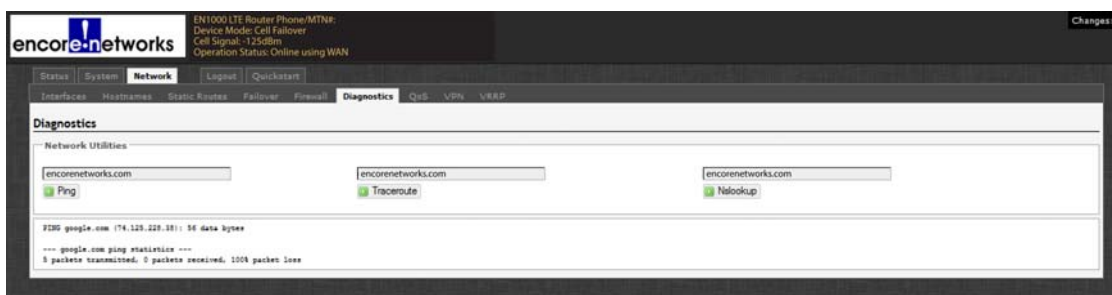 encore!networks
EN1000 LTE Router Phone/MTN#:
Device Mode: Cell Failover
Cell Signal: -125dBm
Operation Status: Online using WAN
Changes:
Status System Network Logout Quickstart
Interfaces Hostnames Static Routes Failover Firewall Diagnostics QoS VPN VRRP
Diagnostics
Network Utilities
encorenetworks.com encorenetworks.com encorenetworks.com
Ping Traceroute Nslookup
PING google.com (74.125.228.38): 56 data bytes
--- google.com ping statistics ---
5 packets transmitted, 0 packets received, 100% packet loss